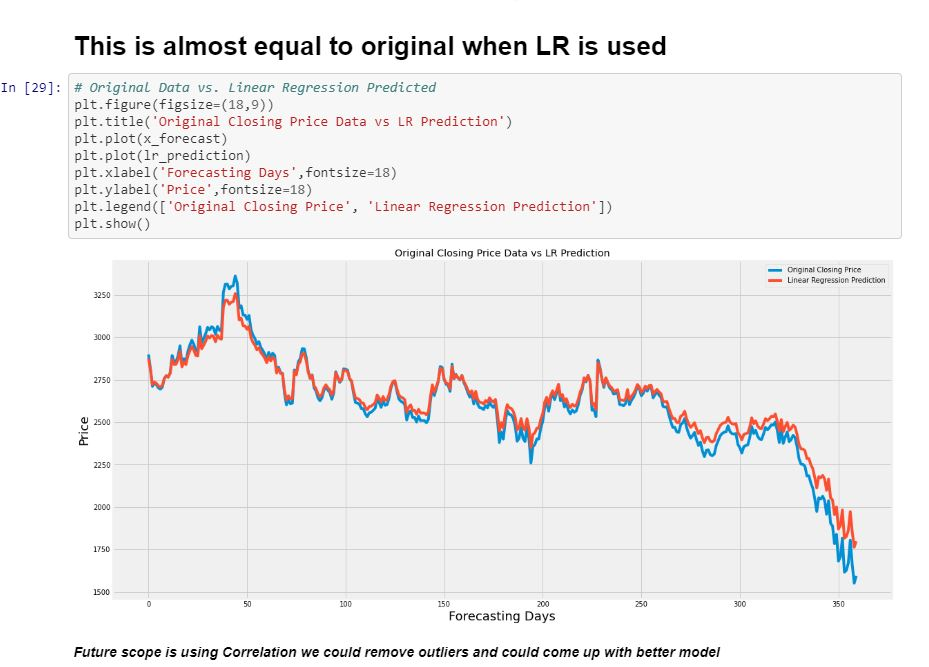 This is almost equal to original when LR is used
In [29]:
# Original Data vs. Linear Regression Predicted
plt.figure(figsize=(18,9))
plt.title('Original Closing Price Data vs LR Prediction')
plt.plot(x_forecast)
plt.plot(lr_prediction)
plt.xlabel('Forecasting Days',fontsize=18)
plt.ylabel('Price',fontsize=18)
plt.legend(['Original Closing Price', 'Linear Regression Prediction'])
plt.show()
Original Closing Price Data vs LR Prediction
Original Closing Price
Linear Regression Prediction
3250
3000
2750
2500
2250
2000
1750
1500
Price
0 50 100 150 200 250 300 350
Forecasting Days
Future scope is using Correlation we could remove outliers and could come up with better model